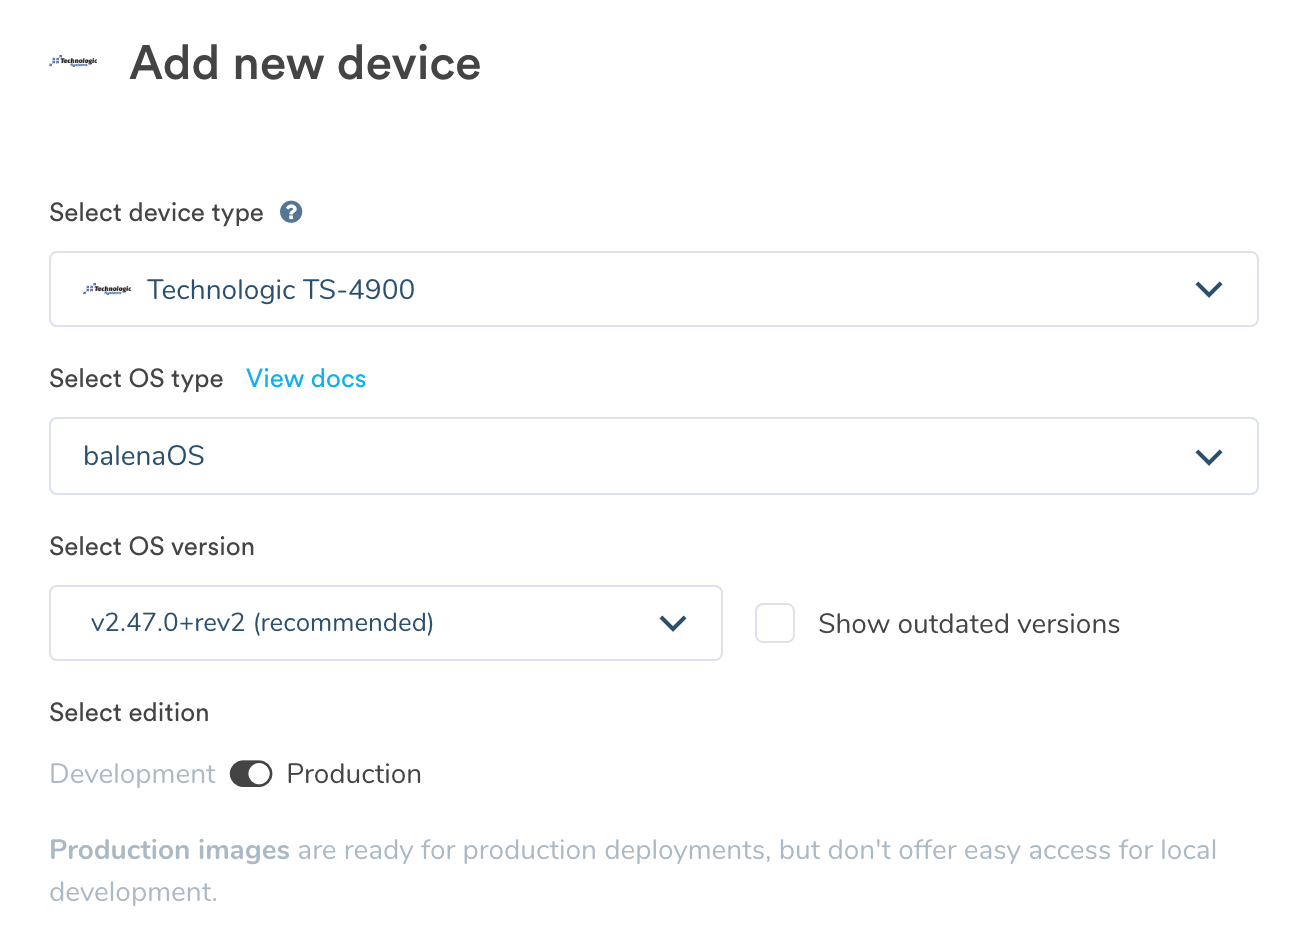 Technologic
Systems
Add new device
Select device type ?
Technologic
Systems
Technologic TS-4900
Select OS type View docs
balenaOS
Select OS version
v2.47.0+rev2 (recommended)
Show outdated versions
Select edition
Development Production
Production images are ready for production deployments, but don't offer easy access for local
development.